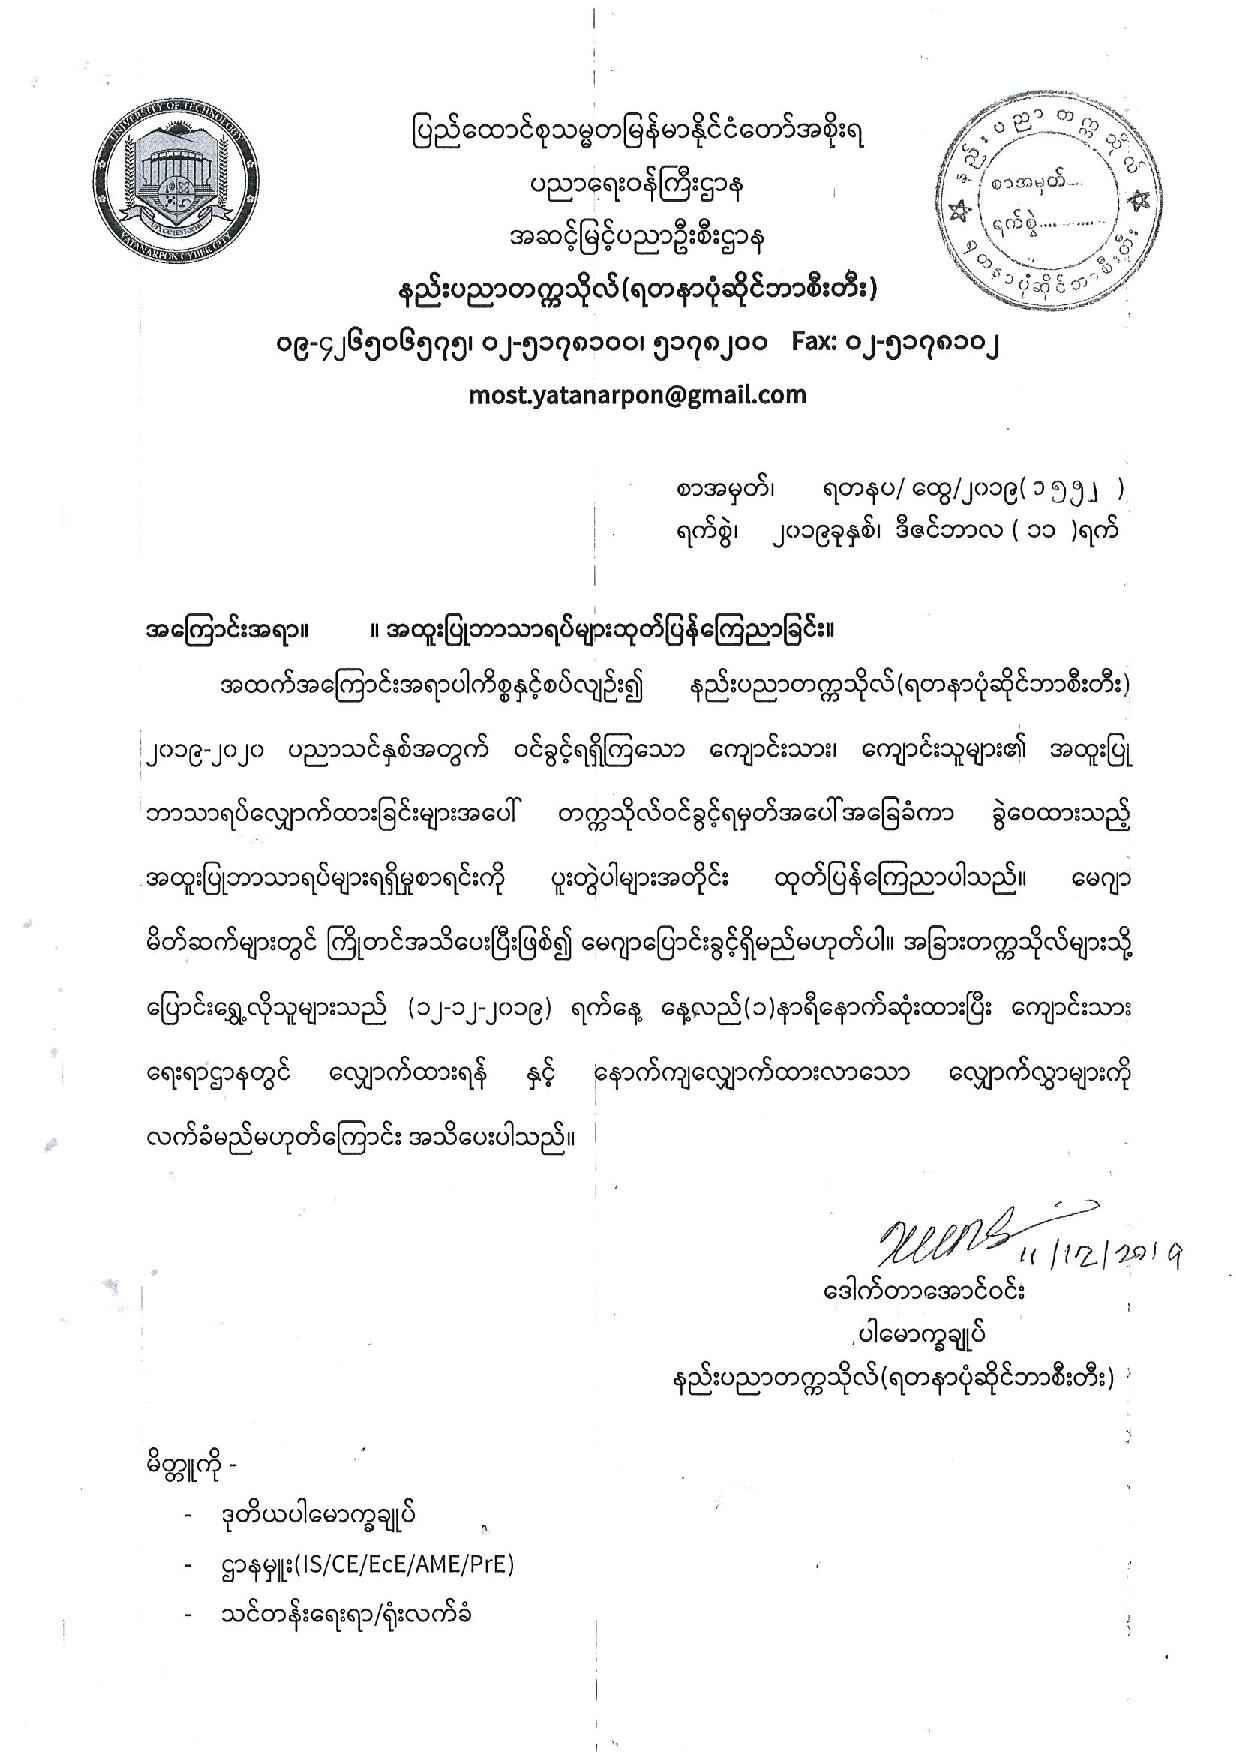 UNIVERSITY OF TECHNOLOGY
YATANARPON CYBER CITY
နည်းပညာတက္ကသိုလ်
စာအမှတ်....
ရက်စွဲ..............
ရတနာပုံဆိုင်ဘာစီးတီး
ပြည်ထောင်စုသမ္မတမြန်မာနိုင်ငံတော်အစိုးရ
ပညာရေးဝန်ကြီးဌာန
အဆင့်မြင့်ပညာဦးစီးဌာန
နည်းပညာတက္ကသိုလ်(ရတနာပုံဆိုင်ဘာစီးတီး)
၀၉-၄၂၆၅၀၆၅၇၅၊ ၀၂-၅၁၇၈၁၀၀၊ ၅၁၇၈၂၀၀ Fax: ၀၂-၅၁၇၈၁၀၂
most.yatanarpon@gmail.com
စာအမှတ်၊ ရတနပ/ ထွေ/၂၀၁၉(၁၅၅၂ )
ရက်စွဲ၊ ၂၀၁၉ခုနှစ်၊ ဒီဇင်ဘာလ ( ၁၁ )ရက်
အကြောင်းအရာ။ ။ အထူးပြုဘာသာရပ်များထုတ်ပြန်ကြေညာခြင်း။
အထက်အကြောင်းအရာပါကိစ္စနှင့်စပ်လျဉ်း၍ နည်းပညာတက္ကသိုလ်(ရတနာပုံဆိုင်ဘာစီးတီး)
၂၀၁၉-၂၀၂၀ ပညာသင်နှစ်အတွက် ဝင်ခွင့်ရရှိကြသော ကျောင်းသား၊ ကျောင်းသူများ၏ အထူးပြု
ဘာသာရပ်လျှောက်ထားခြင်းများအပေါ် တက္ကသိုလ်ဝင်ခွင့်ရမှတ်အပေါ်အခြေခံကာ ခွဲဝေထားသည့်
အထူးပြုဘာသာရပ်များရရှိမှုစာရင်းကို ပူးတွဲပါများအတိုင်း ထုတ်ပြန်ကြေညာပါသည်။ မေဂျာ
မိတ်ဆက်များတွင် ကြိုတင်အသိပေးပြီးဖြစ်၍ မေဂျာပြောင်းခွင့်ရှိမည်မဟုတ်ပါ။ အခြားတက္ကသိုလ်များသို့
ပြောင်းရွှေ့လိုသူများသည် (၁၂-၁၂-၂၀၁၉) ရက်နေ့ နေ့လည်(၁)နာရီနောက်ဆုံးထားပြီး ကျောင်းသား
ရေးရာဌာနတွင် လျှောက်ထားရန် နှင့် နောက်ကျလျှောက်ထားလာသော လျှောက်လွှာများကို
လက်ခံမည်မဟုတ်ကြောင်း အသိပေးပါသည်။
11/12/2019
ဒေါက်တာအောင်ဝင်း
ပါမောက္ခချုပ်
နည်းပညာတက္ကသိုလ်(ရတနာပုံဆိုင်ဘာစီးတီး)
မိတ္တူကို -
- ဒုတိယပါမောက္ခချုပ်
- ဌာနမှူး(IS/CE/EcE/AME/PrE)
- သင်တန်းရေးရာ/ရုံးလက်ခံ